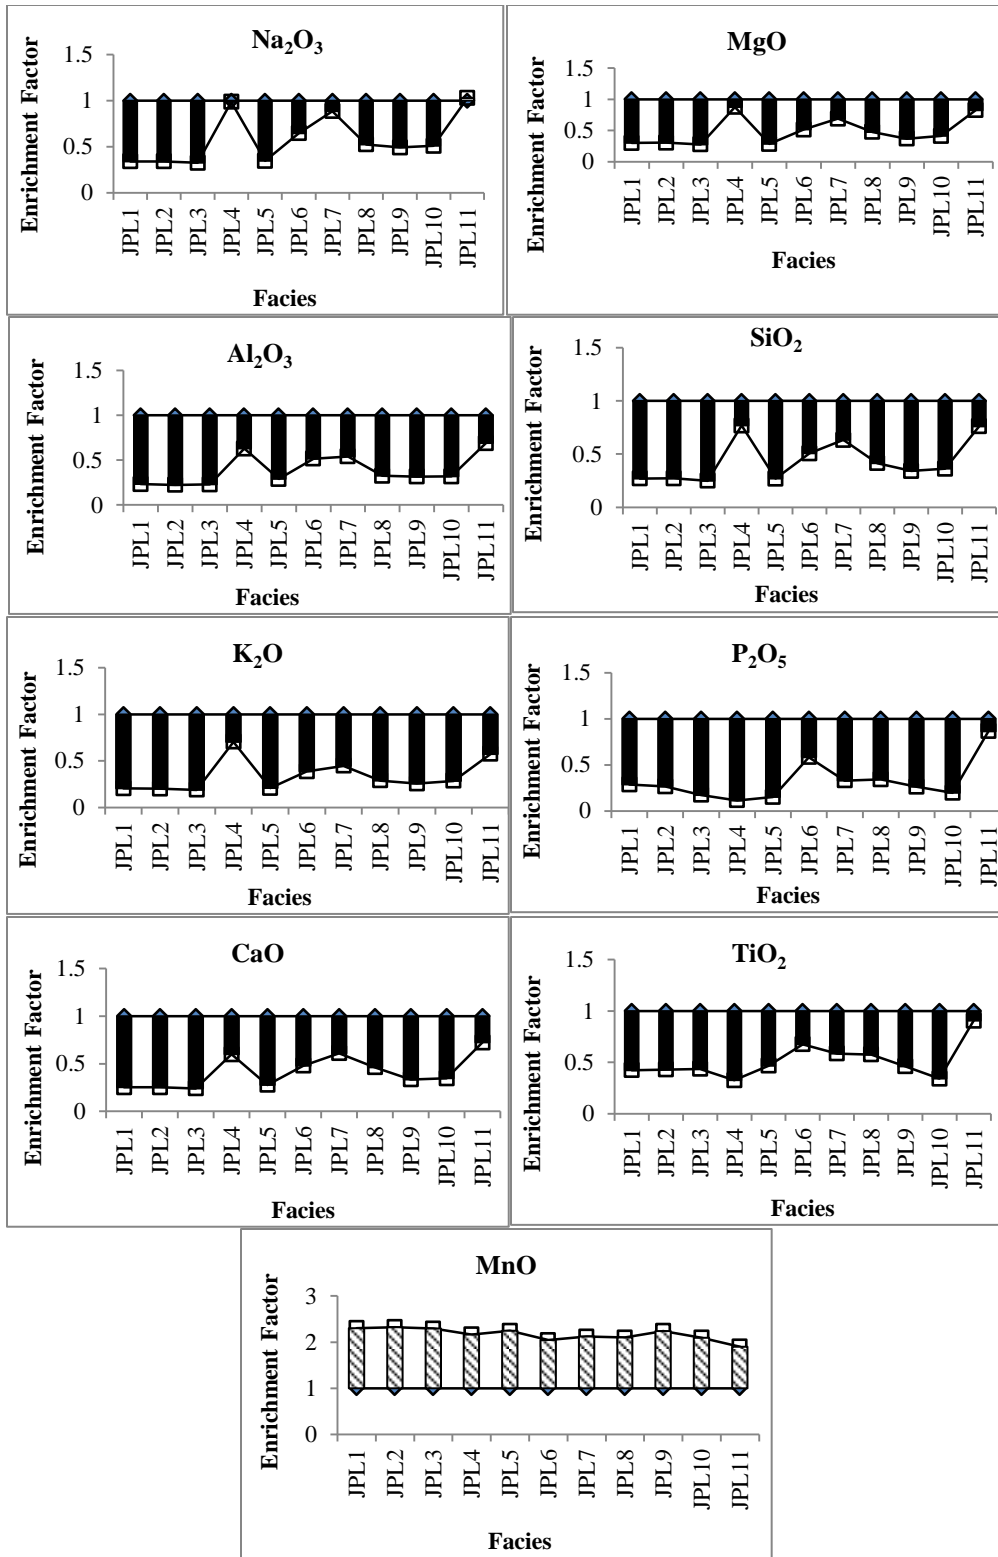 Na₂O₃
Enrichment Factor
1.5
1
0.5
0
JPL1
JPL2
JPL3
JPL4
JPL5
JPL6
JPL7
JPL8
JPL9
JPL10
JPL11
Facies
MgO
Enrichment Factor
1.5
1
0.5
0
JPL1
JPL2
JPL3
JPL4
JPL5
JPL6
JPL7
JPL8
JPL9
JPL10
JPL11
Facies
Al₂O₃
Enrichment Factor
1.5
1
0.5
0
JPL1
JPL2
JPL3
JPL4
JPL5
JPL6
JPL7
JPL8
JPL9
JPL10
JPL11
Facies
SiO₂
Enrichment Factor
1.5
1
0.5
0
JPL1
JPL2
JPL3
JPL4
JPL5
JPL6
JPL7
JPL8
JPL9
JPL10
JPL11
Facies
K₂O
Enrichment Factor
1.5
1
0.5
0
JPL1
JPL2
JPL3
JPL4
JPL5
JPL6
JPL7
JPL8
JPL9
JPL10
JPL11
Facies
P₂O₅
Enrichment Factor
1.5
1
0.5
0
JPL1
JPL2
JPL3
JPL4
JPL5
JPL6
JPL7
JPL8
JPL9
JPL10
JPL11
Facies
CaO
Enrichment Factor
1.5
1
0.5
0
JPL1
JPL2
JPL3
JPL4
JPL5
JPL6
JPL7
JPL8
JPL9
JPL10
JPL11
Facies
TiO₂
Enrichment Factor
1.5
1
0.5
0
JPL1
JPL2
JPL3
JPL4
JPL5
JPL6
JPL7
JPL8
JPL9
JPL10
JPL11
Facies
MnO
Enrichment Factor
3
2
1
0
JPL1
JPL2
JPL3
JPL4
JPL5
JPL6
JPL7
JPL8
JPL9
JPL10
JPL11
Facies